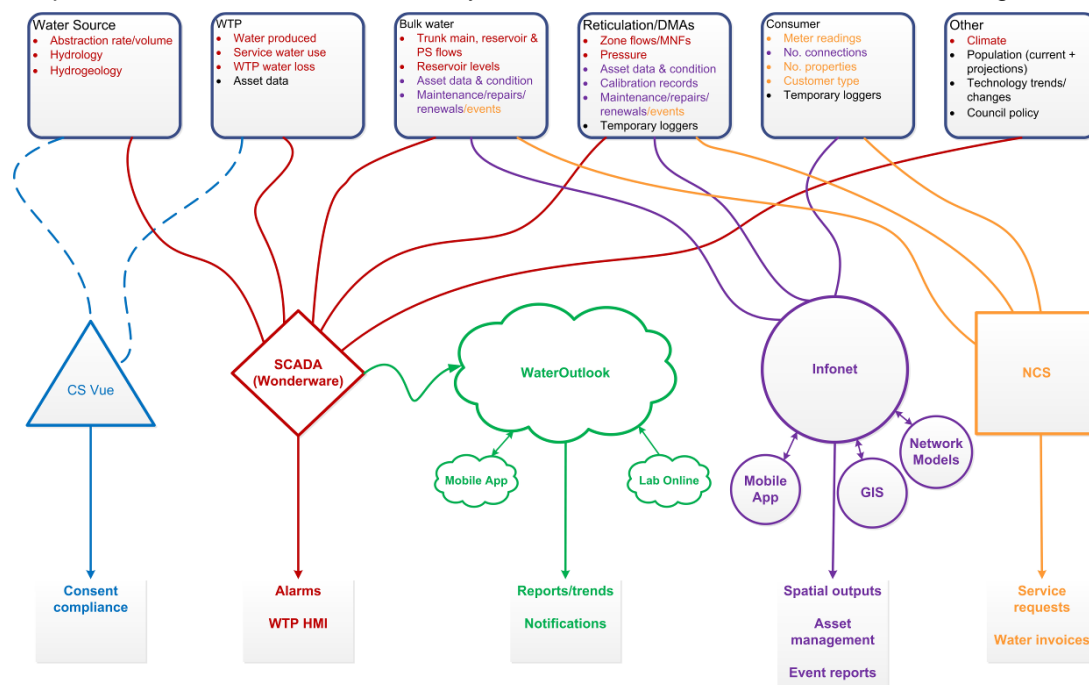 Water Source
Abstraction rate/volume
Hydrology
Hydrogeology
WTP
Water produced
Service water use
WTP water loss
Asset data
Bulk water
Trunk main, reservoir &
PS flows
Reservoir levels
Asset data & condition
Maintenance/repairs/
renewals/events
Reticulation/DMAs
Zone flows/MNFs
Pressure
Asset data & condition
Calibration records
Maintenance/repairs/
renewals/events
Temporary loggers
Consumer
Meter readings
No. connections
No. properties
Customer type
Temporary loggers
Other
Climate
Population (current +
projections)
Technology trends/
changes
Council policy
CS Vue
SCADA
(Wonderware)
WaterOutlook
Mobile App
Lab Online
Infonet
Mobile
App
GIS
Network
Models
NCS
Consent
compliance
Alarms
WTP HMI
Reports/trends
Notifications
Spatial outputs
Asset
management
Event reports
Service
requests
Water invoices